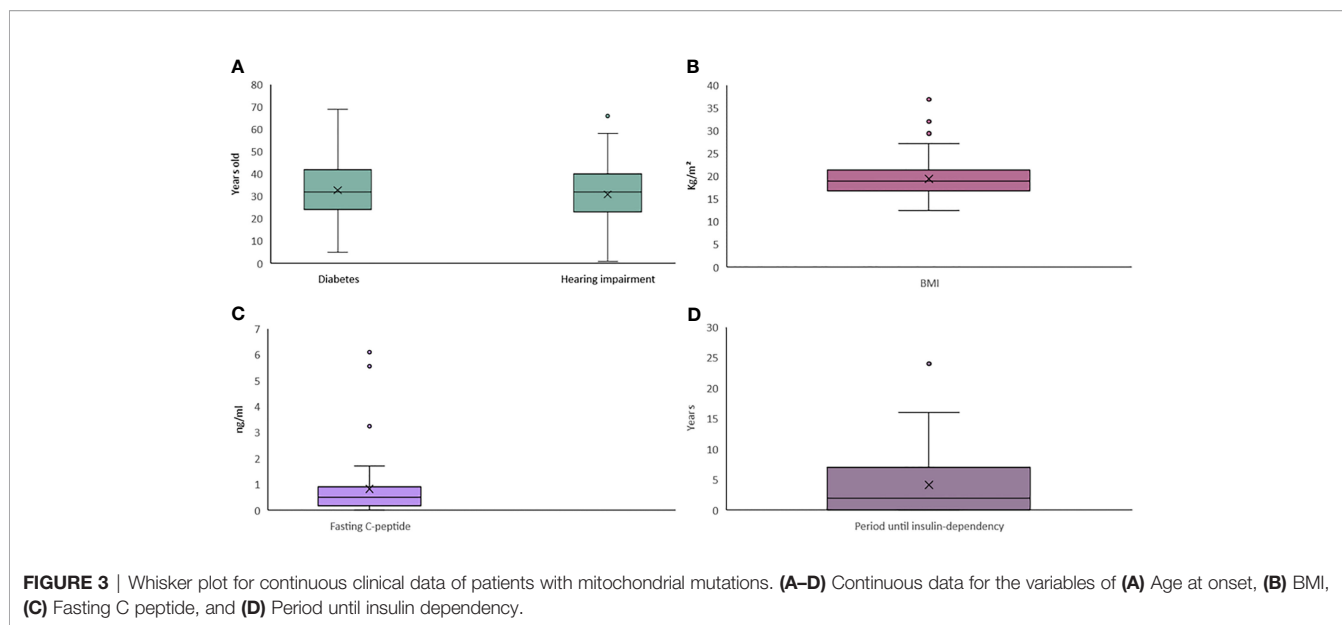 A
80
70
60
50
40
30
20
10
0
Years old
Diabetes
Hearing impairment
B
40
35
30
25
20
15
10
5
0
Kg/m²
BMI
C
7
6
5
4
3
2
1
0
ng/ml
Fasting C-peptide
D
30
25
20
15
10
5
0
Years
Period until insulin-dependency
FIGURE 3 | Whisker plot for continuous clinical data of patients with mitochondrial mutations. (A–D) Continuous data for the variables of (A) Age at onset, (B) BMI,
(C) Fasting C peptide, and (D) Period until insulin dependency.